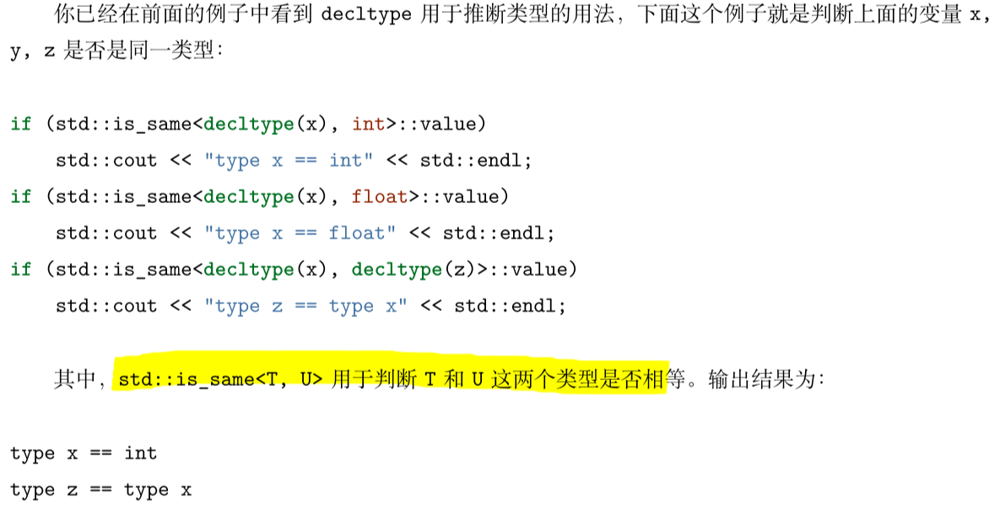 你已经在前面的例子中看到 decltype 用于推断类型的用法，下面这个例子就是判断上面的变量 x，
y，z 是否是同一类型：
if (std::is_same<decltype(x), int>::value)
    std::cout << "type x == int" << std::endl;
if (std::is_same<decltype(x), float>::value)
    std::cout << "type x == float" << std::endl;
if (std::is_same<decltype(x), decltype(z)>::value)
    std::cout << "type z == type x" << std::endl;
其中，std::is_same<T, U> 用于判断 T 和 U 这两个类型是否相等。输出结果为：
type x == int
type z == type x